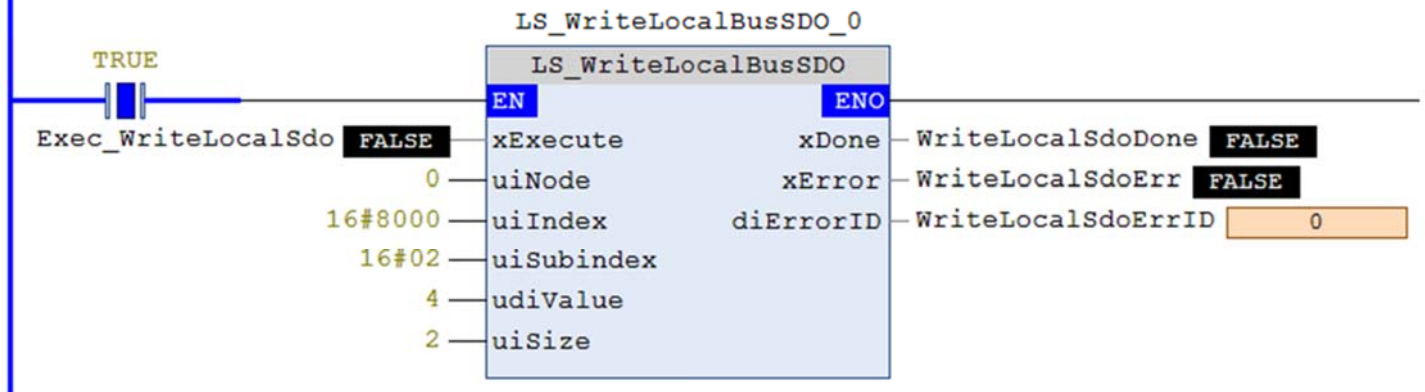 LS_WriteLocalBusSDO_0
TRUE
LS_WriteLocalBusSDO
EN ENO
Exec_WriteLocalSdo FALSE xExecute xDone WriteLocalSdoDone FALSE
0 uiNode xError WriteLocalSdoErr FALSE
16#8000 uiIndex diErrorID WriteLocalSdoErrID 0
16#02 uiSubindex
4 udiValue
2 uiSize